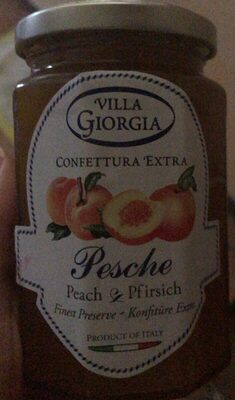 VILLA
GIORGIA
CONFETTURA EXTRA
Pesche
Peach & Pfirsich
Finest Preserve - Konfitüre Extra
PRODUCT OF ITALY